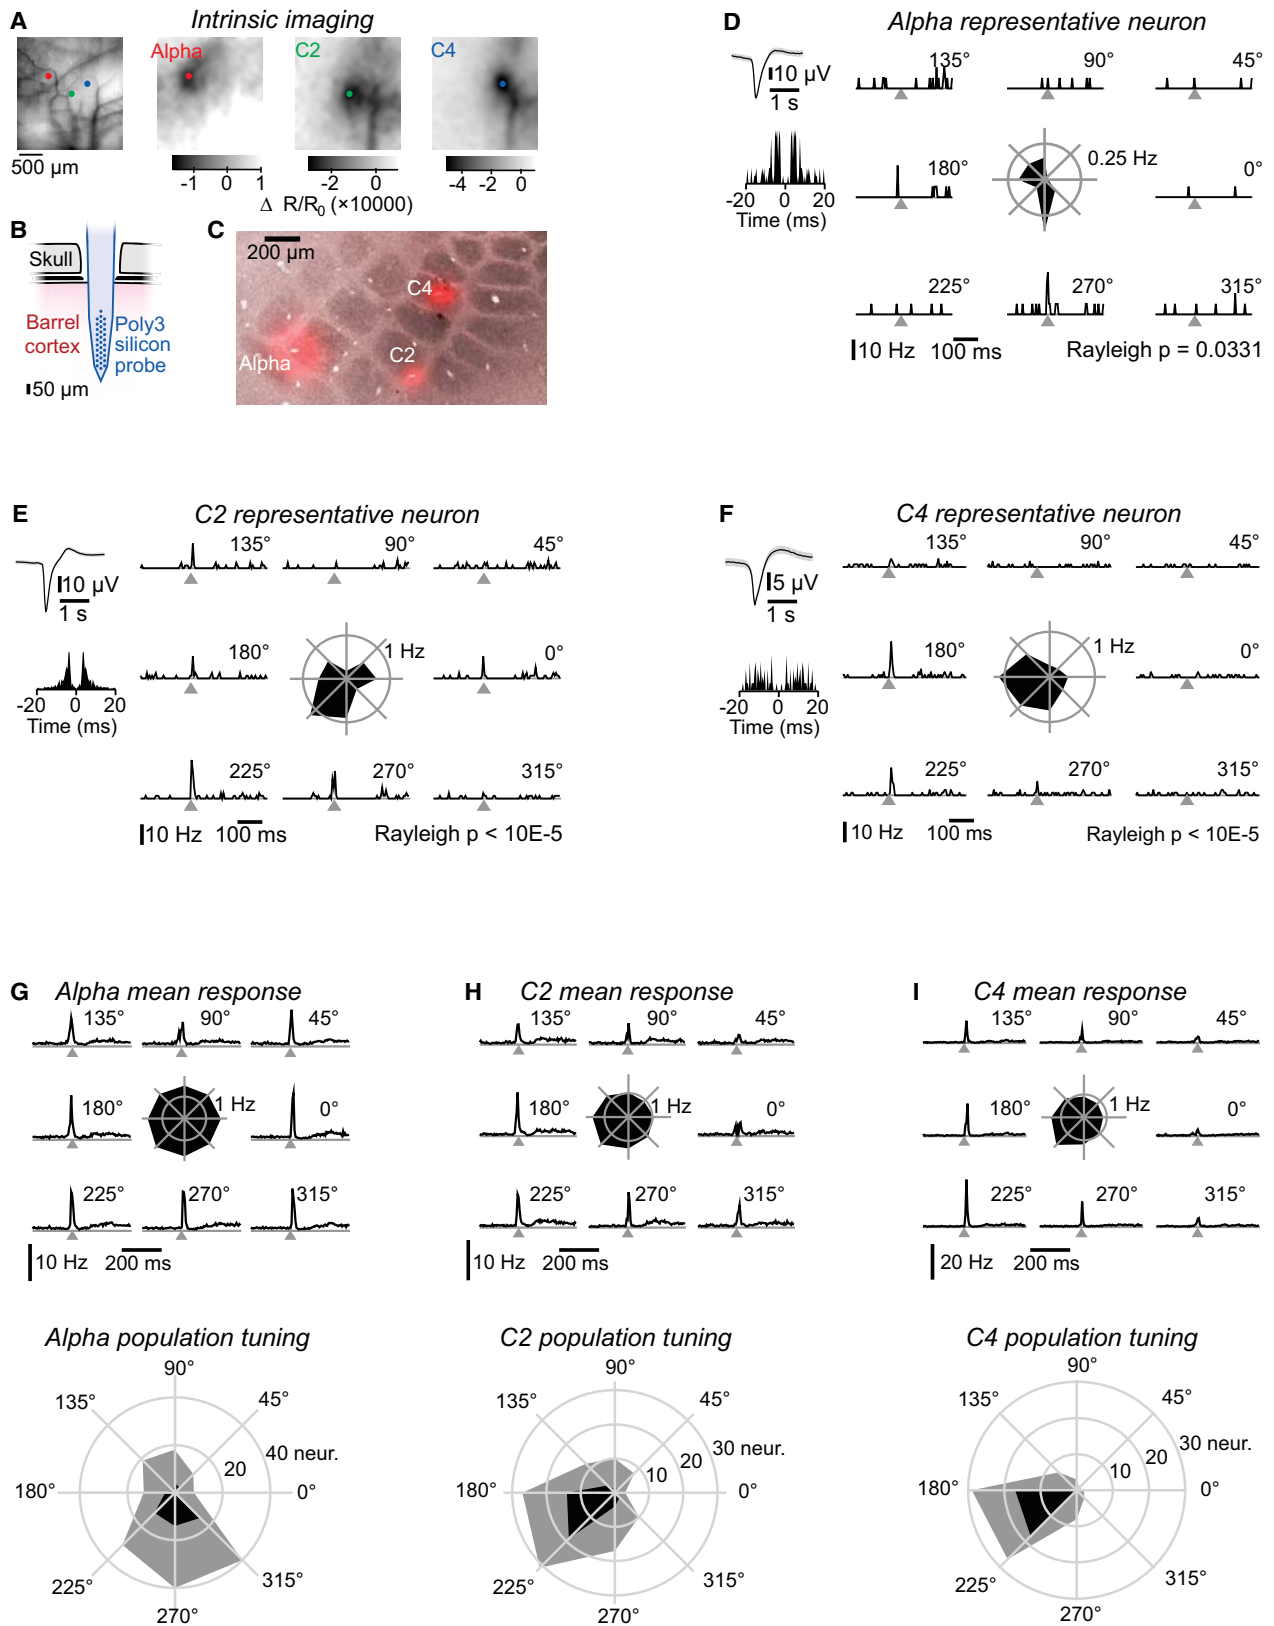 A
Intrinsic imaging
Alpha
C2
C4
500 µm
-1 0 1
-2 0
-4 -2 0
Δ R/R0 (×10000)
B
Skull
Barrel cortex
Poly3 silicon probe
50 µm
C
200 µm
C4
C2
Alpha
D
Alpha representative neuron
10 µV
1 s
-20 0 20
Time (ms)
135°
90°
45°
180°
0.25 Hz
0°
225°
270°
315°
10 Hz
100 ms
Rayleigh p = 0.0331
E
C2 representative neuron
10 µV
1 s
-20 0 20
Time (ms)
135°
90°
45°
180°
1 Hz
0°
225°
270°
315°
10 Hz
100 ms
Rayleigh p < 10E-5
F
C4 representative neuron
5 µV
1 s
-20 0 20
Time (ms)
135°
90°
45°
180°
1 Hz
0°
225°
270°
315°
10 Hz
100 ms
Rayleigh p < 10E-5
G
Alpha mean response
135°
90°
45°
180°
1 Hz
0°
225°
270°
315°
10 Hz
200 ms
Alpha population tuning
90°
135°
45°
40 neur.
20
180°
0°
225°
315°
270°
H
C2 mean response
135°
90°
45°
180°
1 Hz
0°
225°
270°
315°
10 Hz
200 ms
C2 population tuning
90°
135°
45°
30 neur.
20
10
180°
0°
225°
315°
270°
I
C4 mean response
135°
90°
45°
180°
1 Hz
0°
225°
270°
315°
20 Hz
200 ms
C4 population tuning
90°
135°
45°
30 neur.
20
10
180°
0°
225°
315°
270°